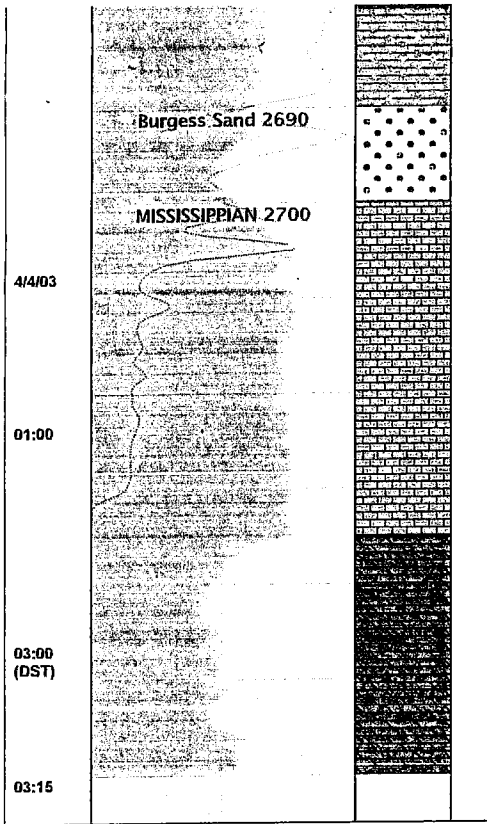 Burgess Sand 2690
MISSISSIPPIAN 2700
4/4/03
01:00
03:00
(DST)
03:15